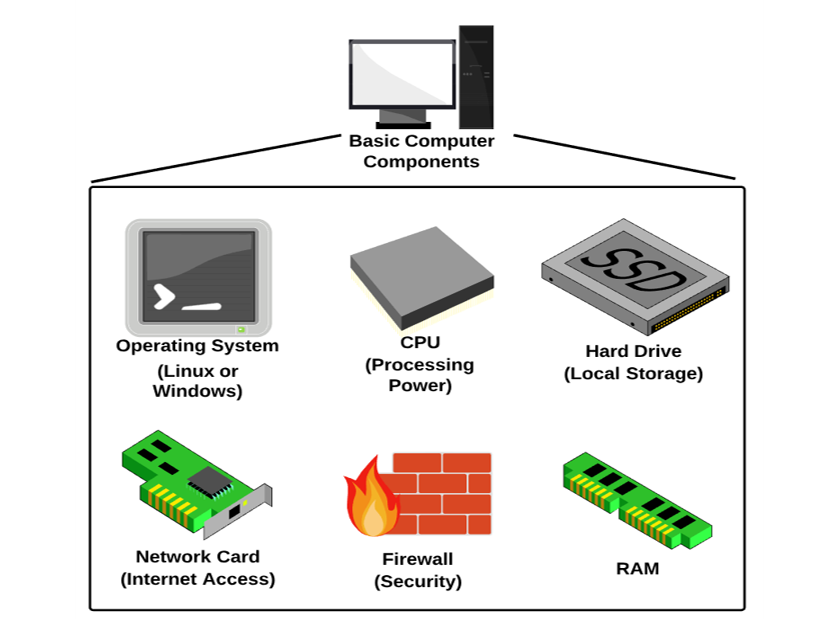 Basic Computer
Components
SSD
Operating System
(Linux or
Windows)
CPU
(Processing
Power)
Hard Drive
(Local Storage)
Network Card
(Internet Access)
Firewall
(Security)
RAM